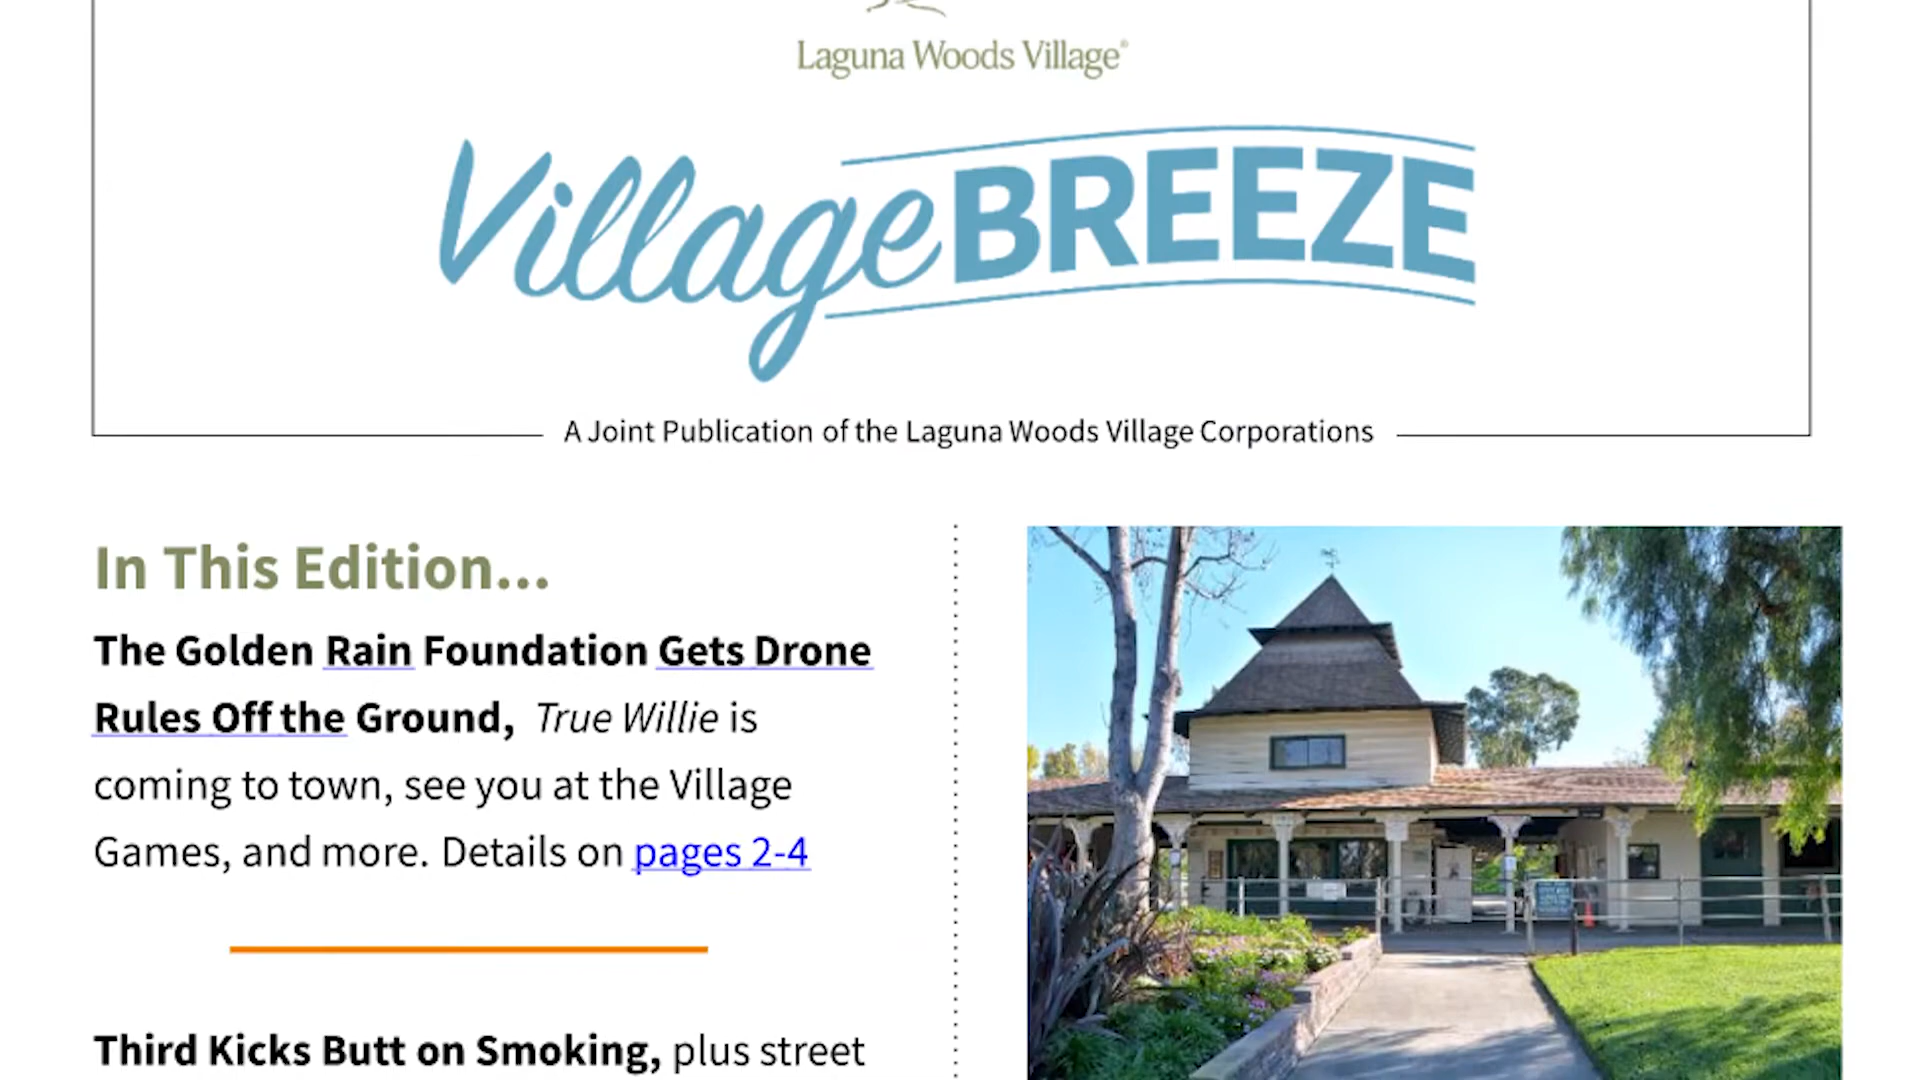 Laguna Woods Village®
Village BREEZE
A Joint Publication of the Laguna Woods Village Corporations
In This Edition...
The Golden Rain Foundation Gets Drone
Rules Off the Ground, True Willie is
coming to town, see you at the Village
Games, and more. Details on pages 2-4
Third Kicks Butt on Smoking, plus street